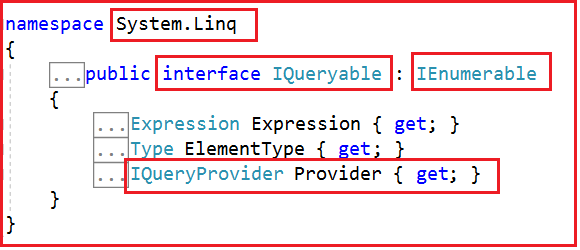 namespace System.Linq
{
...public interface IQueryable : IEnumerable
{
...Expression Expression { get; }
...Type ElementType { get; }
...IQueryProvider Provider { get; }
}
}